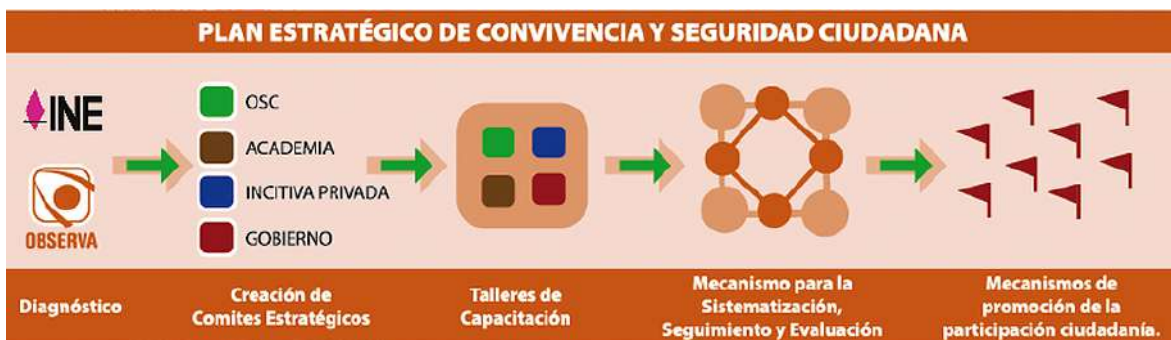 PLAN ESTRATÉGICO DE CONVIVENCIA Y SEGURIDAD CIUDADANA
INE
OBSERVA
OSC
ACADEMIA
INCITIVA PRIVADA
GOBIERNO
Diagnóstico
Creación de
Comites Estratégicos
Talleres de
Capacitación
Mecanismo para la
Sistematización,
Seguimiento y Evaluación
Mecanismos de
promoción de la
participación ciudadanía.